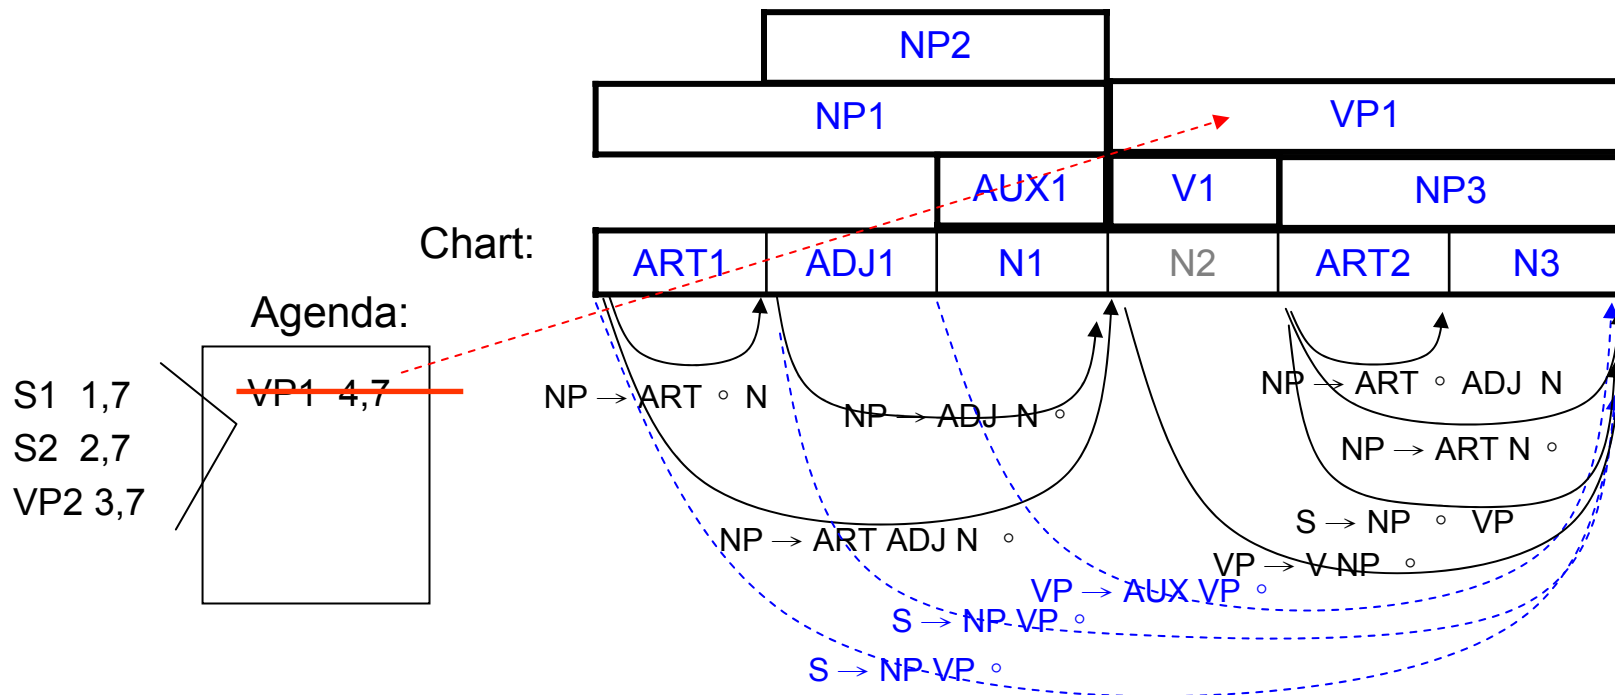 NP2
NP1 VP1
AUX1 V1 NP3
Chart:
ART1 ADJ1 N1 N2 ART2 N3
Agenda:
VP1 4,7
S1 1,7
S2 2,7
VP2 3,7
NP → ART ° N
NP → ADJ N °
NP → ART ° ADJ N
NP → ART N °
NP → ART ADJ N °
S → NP ° VP
VP → V NP °
VP → AUX VP °
S → NP VP °
S → NP VP °